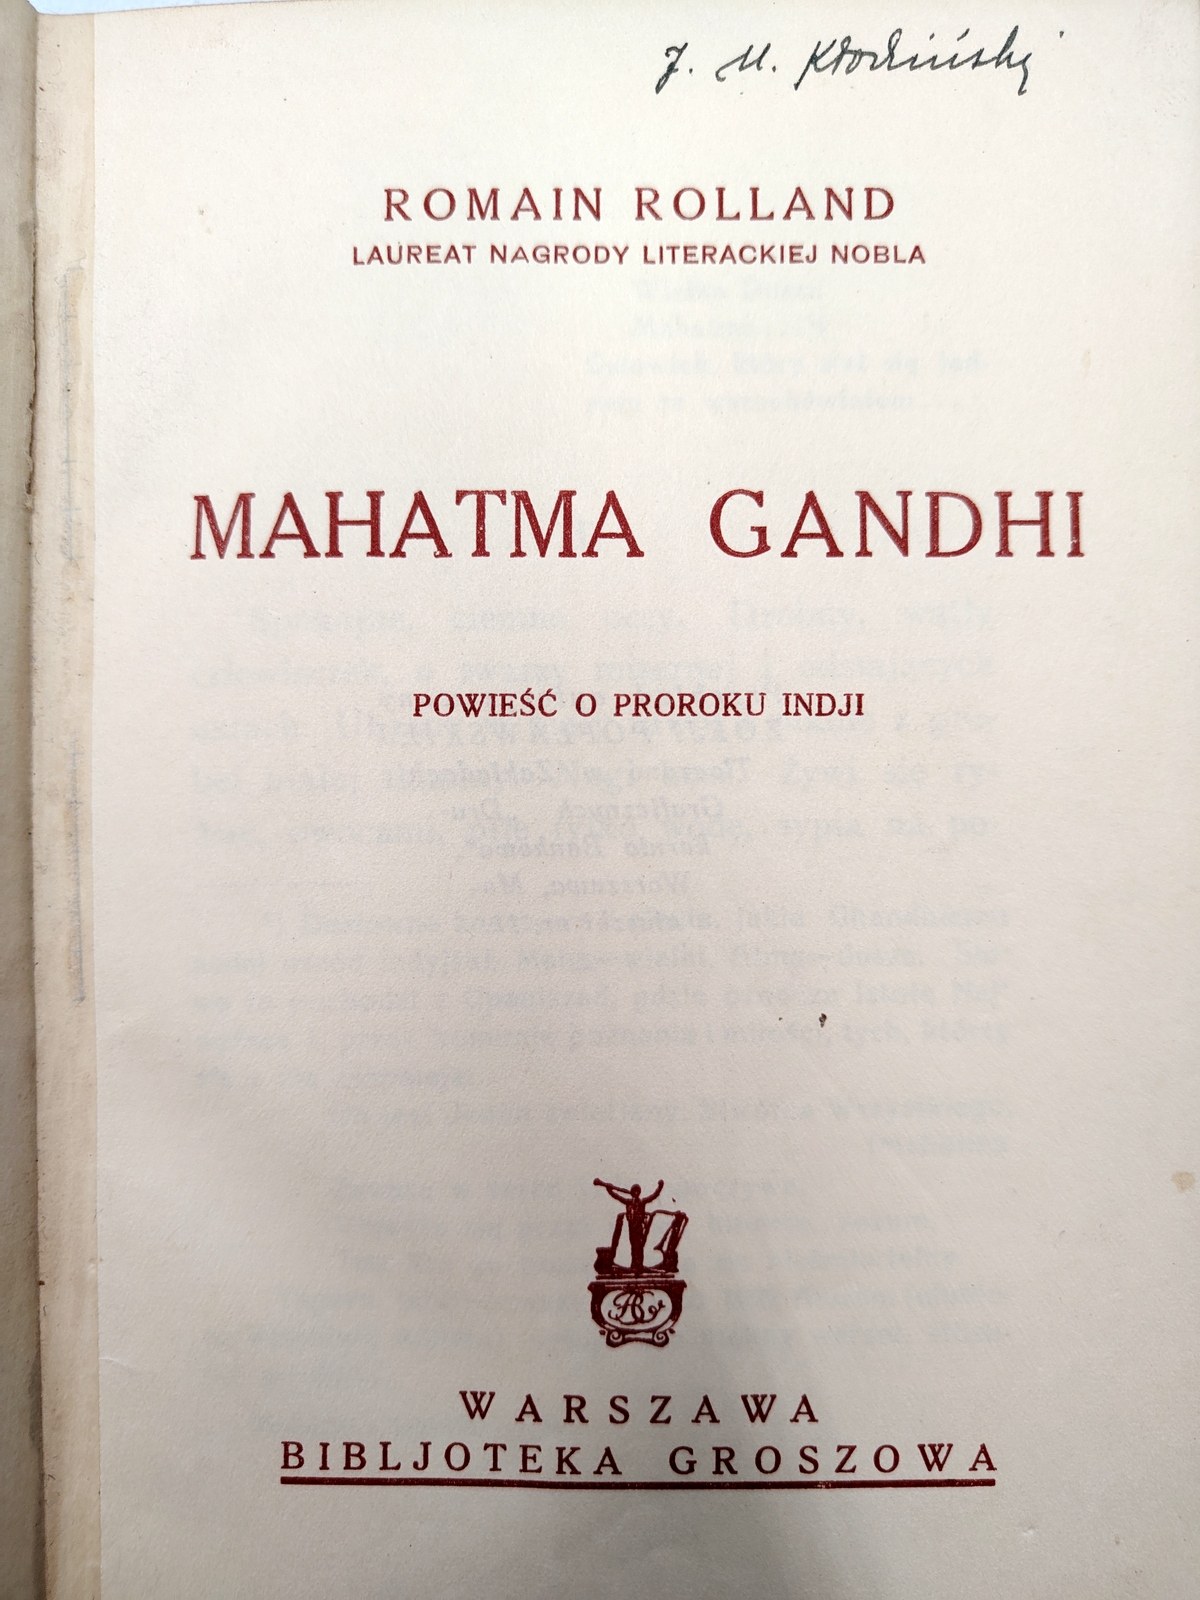 J. M. Kłodziński
ROMAIN ROLLAND
LAUREAT NAGRODY LITERACKIEJ NOBLA
MAHATMA GANDHI
POWIEŚĆ O PROROKU INDJI
WARSZAWA
BIBLJOTEKA GROSZOWA